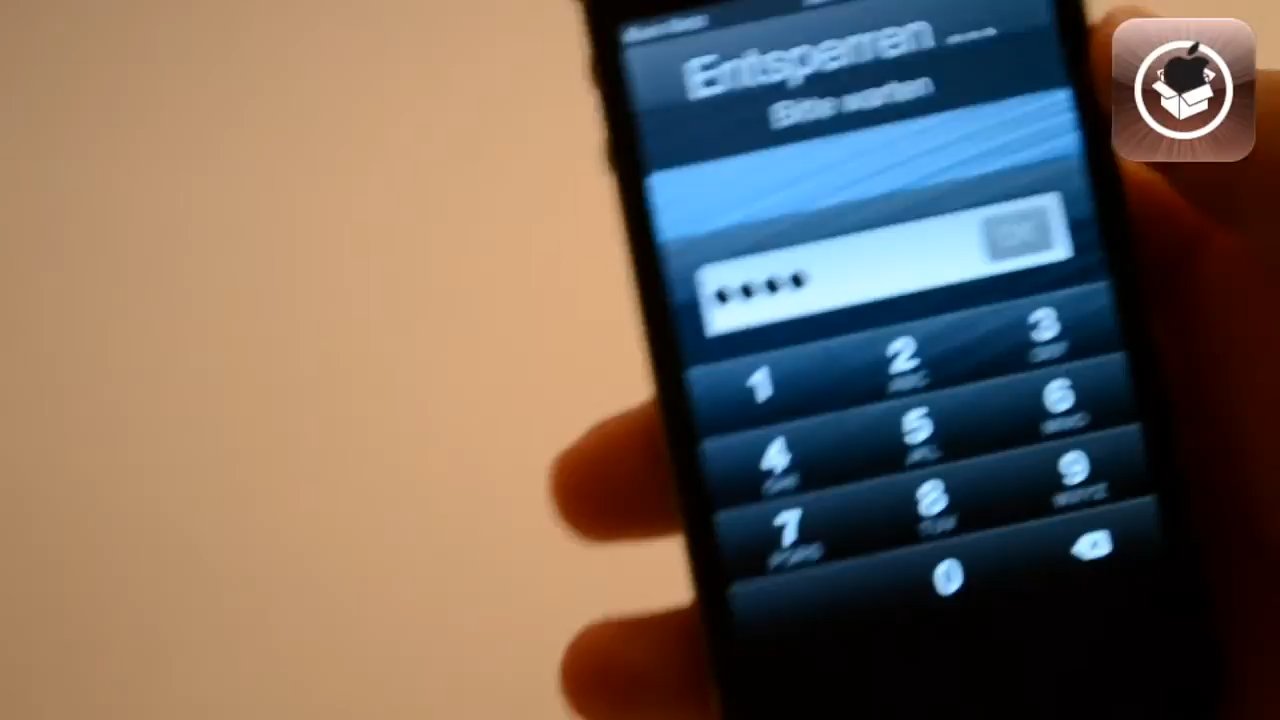 Entsperren ...
Bitte warten
OK
1
2 ABC
3 DEF
4 GHI
5 JKL
6 MNO
7 PQRS
8 TUV
9 WXYZ
0